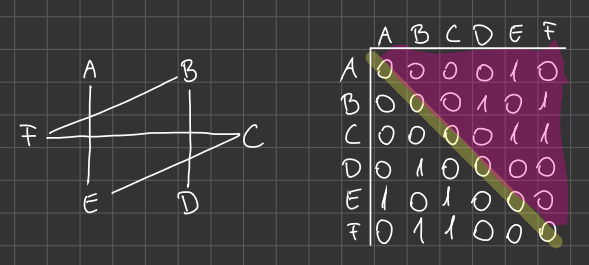 A B
F C
E D
A B C D E F
A 0 0 0 0 1 0
B 0 0 0 1 0 1
C 0 0 0 0 1 1
D 0 1 0 0 0 0
E 1 0 1 0 0 0
F 0 1 1 0 0 0